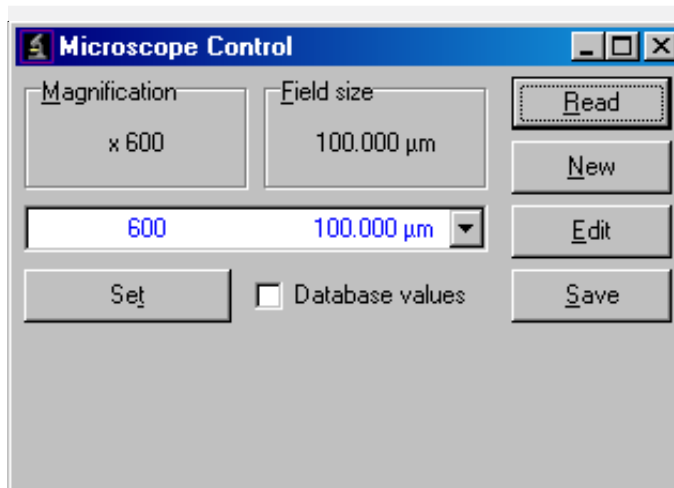 Microscope Control
Magnification
x 600
Field size
100.000 µm
Read
New
600 100.000 µm
Edit
Set
Database values
Save